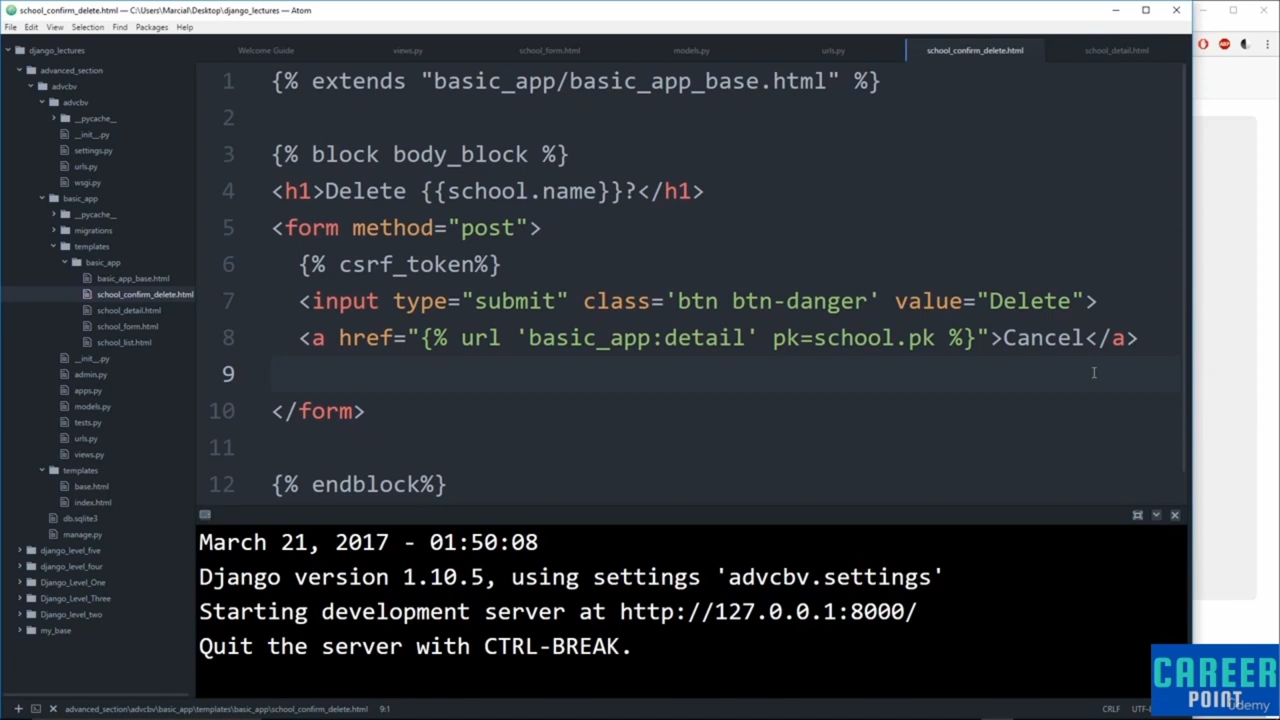 school_confirm_delete.html — C:\Users\Marcial\Desktop\django_lectures — Atom
File Edit View Selection Find Packages Help
django_lectures
advanced_section
advcbv
advcbv
__pycache__
__init__.py
settings.py
urls.py
wsgi.py
basic_app
__pycache__
migrations
templates
basic_app
basic_app_base.html
school_confirm_delete.html
school_detail.html
school_form.html
school_list.html
__init__.py
admin.py
apps.py
models.py
tests.py
urls.py
views.py
templates
base.html
index.html
db.sqlite3
manage.py
django_level_five
django_level_four
Django_Level_One
Django_Level_Three
Django_level_two
my_base
Welcome Guide views.py school_form.html models.py urls.py school_confirm_delete.html school_detail.html
1 {% extends "basic_app/basic_app_base.html" %}
2
3 {% block body_block %}
4 <h1>Delete {{school.name}}?</h1>
5 <form method="post">
6 {% csrf_token%}
7 <input type="submit" class='btn btn-danger' value="Delete">
8 <a href="{% url 'basic_app:detail' pk=school.pk %}">Cancel</a>
9
10 </form>
11
12 {% endblock%}
March 21, 2017 - 01:50:08
Django version 1.10.5, using settings 'advcbv.settings'
Starting development server at http://127.0.0.1:8000/
Quit the server with CTRL-BREAK.
advanced_section\advcbv\basic_app\templates\basic_app\school_confirm_delete.html 9:1 CRLF
CAREER
POINT
Udemy
ABP